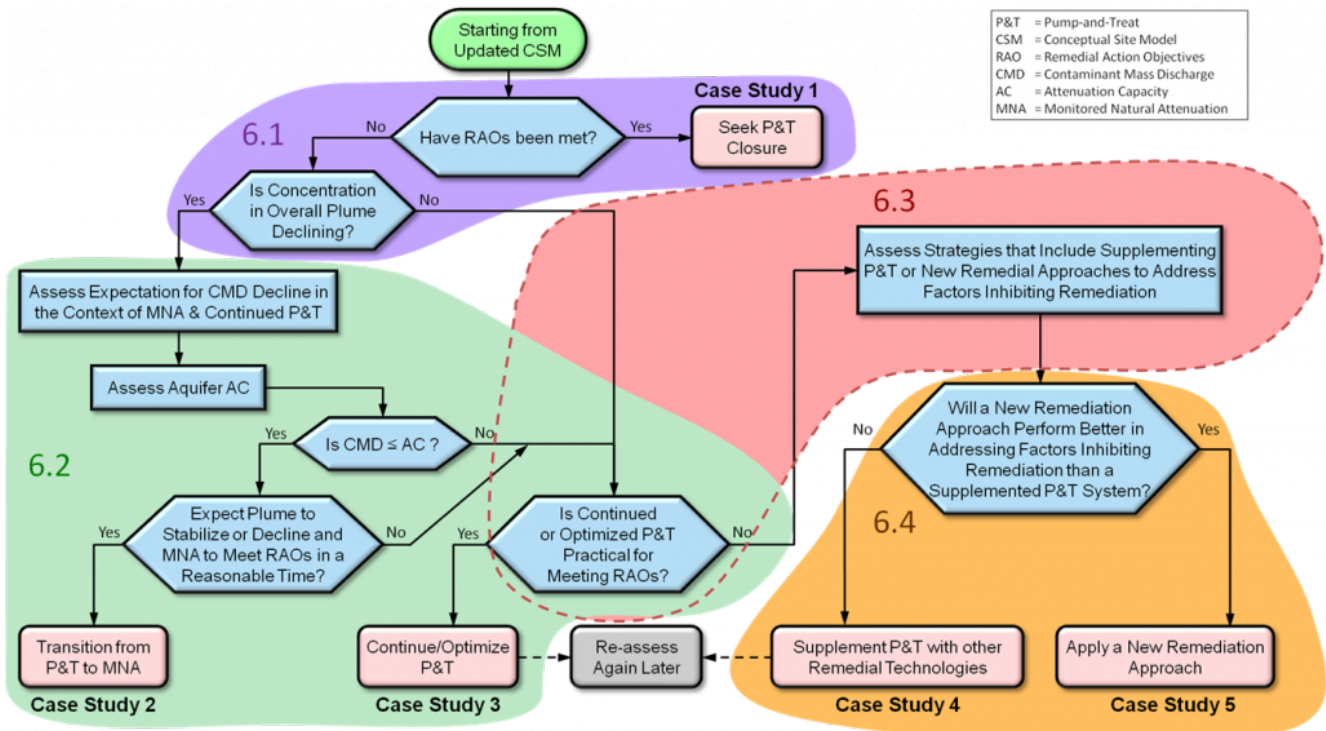 Starting from
Updated CSM
P&T = Pump-and-Treat
CSM = Conceptual Site Model
RAO = Remedial Action Objectives
CMD = Contaminant Mass Discharge
AC = Attenuation Capacity
MNA = Monitored Natural Attenuation
Case Study 1
6.1
No
Have RAOs been met?
Yes
Seek P&T
Closure
Yes
Is Concentration
in Overall Plume
Declining?
No
6.3
Assess Strategies that Include Supplementing
P&T or New Remedial Approaches to Address
Factors Inhibiting Remediation
Assess Expectation for CMD Decline in
the Context of MNA & Continued P&T
Assess Aquifer AC
6.2
Yes
Is CMD ≤ AC ?
No
Yes
Expect Plume to
Stabilize or Decline and
MNA to Meet RAOs in a
Reasonable Time?
No
Yes
Is Continued
or Optimized P&T
Practical for
Meeting RAOs?
No
No
Will a New Remediation
Approach Perform Better in
Addressing Factors Inhibiting
Remediation than a
Supplemented P&T System?
Yes
6.4
Transition from
P&T to MNA
Case Study 2
Continue/Optimize
P&T
Case Study 3
Re-assess
Again Later
Supplement P&T with other
Remedial Technologies
Case Study 4
Apply a New Remediation
Approach
Case Study 5